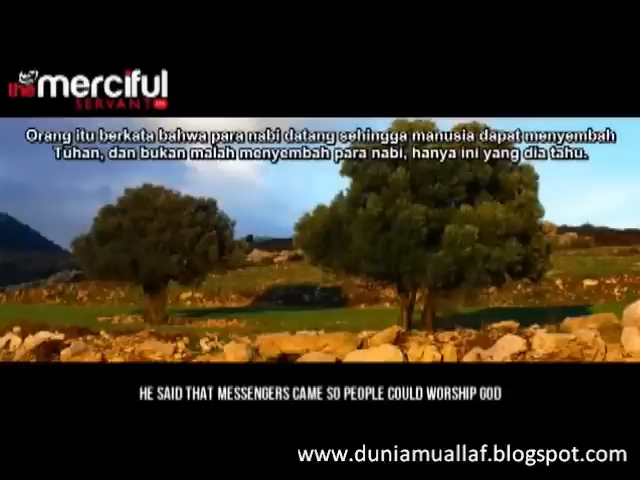 the merciful
SERVANT
Orang itu berkata bahwa para nabi datang sehingga manusia dapat menyembah
Tuhan, dan bukan malah menyembah para nabi, hanya ini yang dia tahu.
HE SAID THAT MESSENGERS CAME SO PEOPLE COULD WORSHIP GOD
www.duniamuallaf.blogspot.com